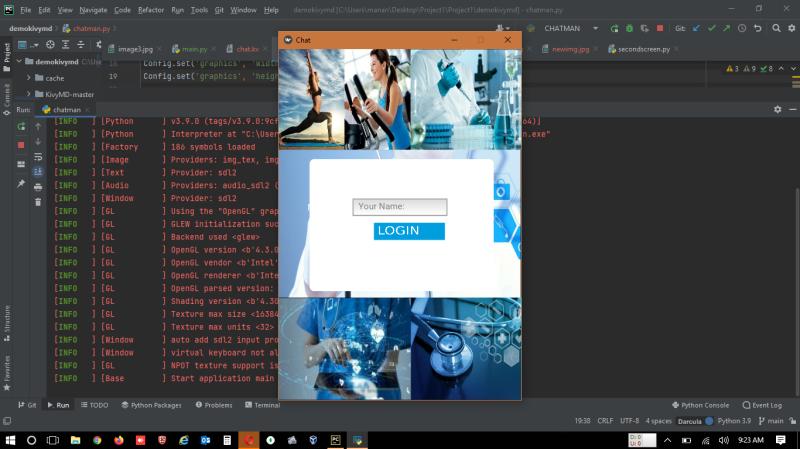 File Edit View Navigate Code Refactor Run Tools Git Window Help
demokivymd [C:\Users\manan\Desktop\Project1\Project1\demokivymd] - chatman.py
demokivymd chatman.py
CHATMAN
Git:
Project
demokivymd C:\Use
cache
KivyMD-master
image3.jpg main.py chat.kv
newimg.jpg secondscreen.py
18 Config.set('graphics', 'width
19 Config.set('graphics', 'heigh
3 9 8
Commit
Run: chatman
[INFO ] [Python ] v3.9.0 (tags/v3.9.0:9cf
64)]
[INFO ] [Python ] Interpreter at "C:\User
n.exe"
[INFO ] [Factory ] 186 symbols loaded
[INFO ] [Image ] Providers: img_tex, img
[INFO ] [Text ] Provider: sdl2
[INFO ] [Audio ] Providers: audio_sdl2 (
[INFO ] [Window ] Provider: sdl2
[INFO ] [GL ] Using the "OpenGL" grap
[INFO ] [GL ] GLEW initialization suc
[INFO ] [GL ] Backend used <glew>
[INFO ] [GL ] OpenGL version <b'4.3.0
[INFO ] [GL ] OpenGL vendor <b'Intel'
[INFO ] [GL ] OpenGL renderer <b'Inte
[INFO ] [GL ] OpenGL parsed version:
[INFO ] [GL ] Shading version <b'4.30
[INFO ] [GL ] Texture max size <16384
[INFO ] [GL ] Texture max units <32>
[INFO ] [Window ] auto add sdl2 input pro
[INFO ] [Window ] virtual keyboard not al
[INFO ] [GL ] NPOT texture support is
[INFO ] [Base ] Start application main
Chat
Your Name:
LOGIN
Structure
Favorites
Git Run TODO Python Packages Problems Terminal
Python Console Event Log
19:38 CRLF UTF-8 4 spaces Darcula Python 3.9 main
D: 0
U: 0
9:23 AM